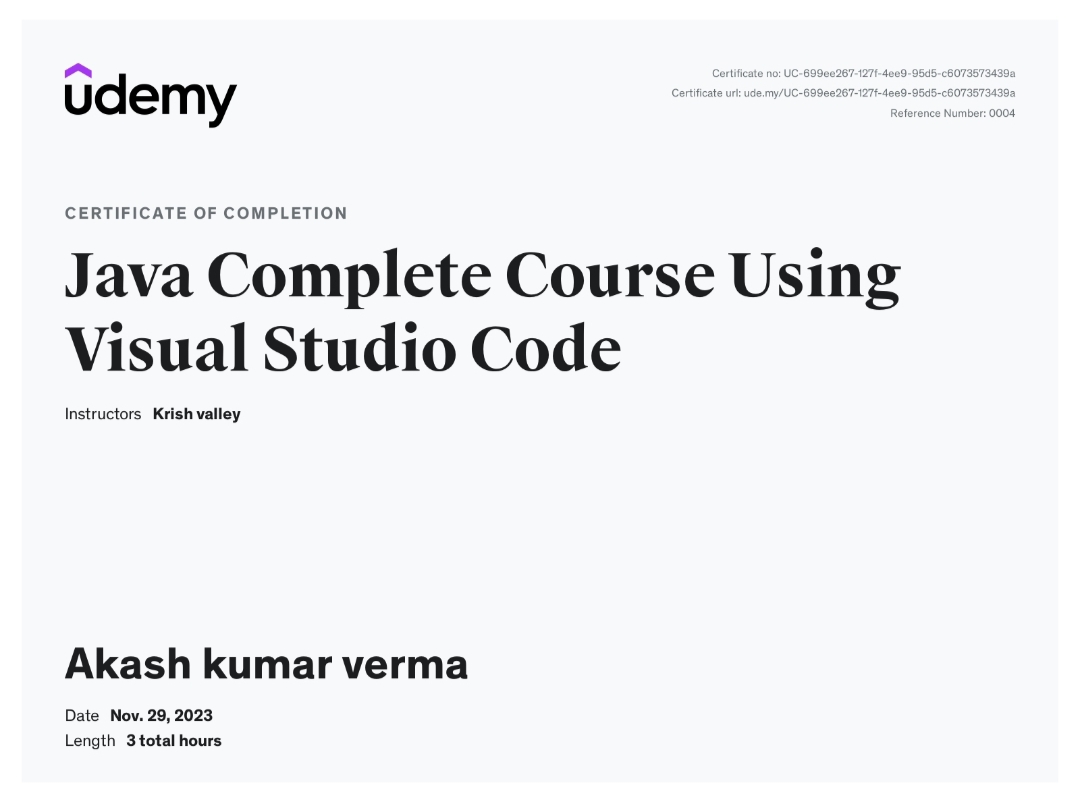 udemy
Certificate no: UC-699ee267-127f-4ee9-95d5-c6073573439a
Certificate url: ude.my/UC-699ee267-127f-4ee9-95d5-c6073573439a
Reference Number: 0004
CERTIFICATE OF COMPLETION
Java Complete Course Using
Visual Studio Code
Instructors Krish valley
Akash kumar verma
Date Nov. 29, 2023
Length 3 total hours